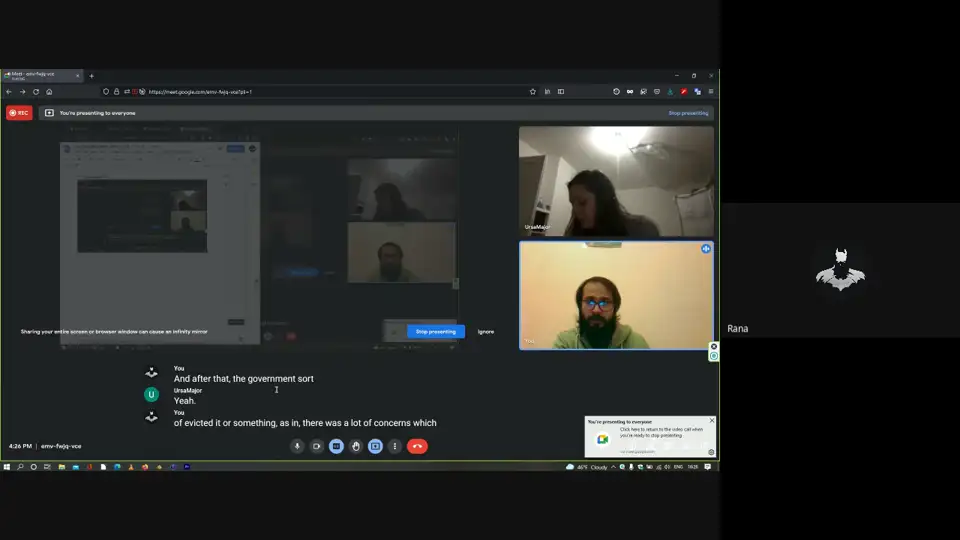 Meet - emv-fwjq-vce
https://meet.google.com/emv-fwjq-vce?pli=1
REC
You're presenting to everyone
Stop presenting
UrsaMajor
Sharing your entire screen or browser window can cause an infinity mirror
Stop presenting
Ignore
Rana
You
And after that, the government sort
UrsaMajor
U
Yeah.
You
of evicted it or something, as in, there was a lot of concerns which
You're presenting to everyone
Click here to return to the video call when
you're ready to stop presenting
4:26 PM | emv-fwjq-vce
46°F Cloudy
ENG